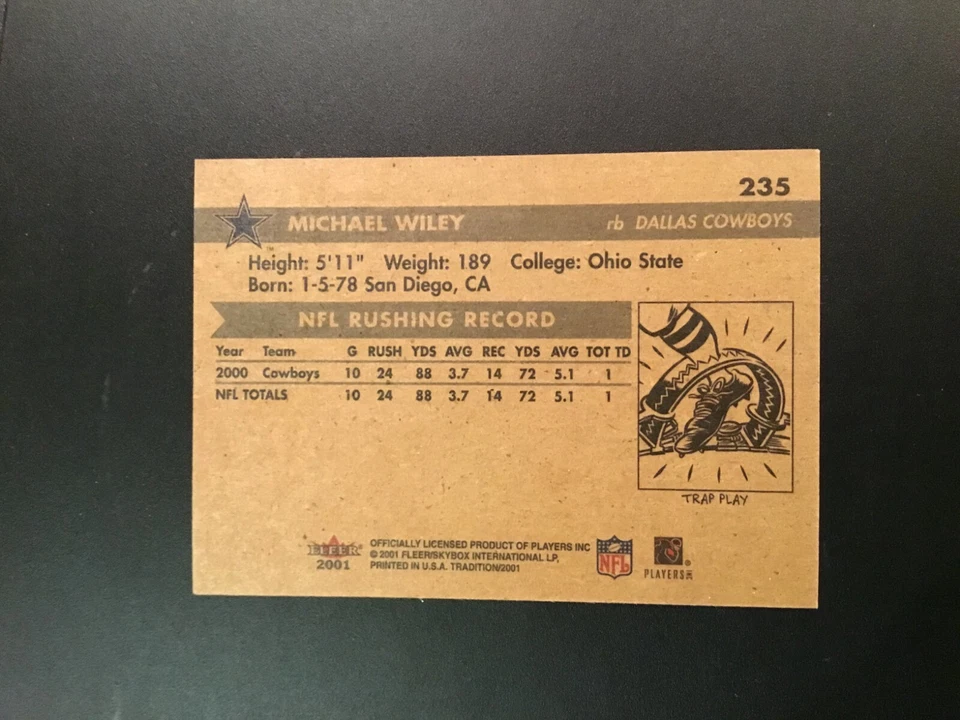 235
MICHAEL WILEY rb DALLAS COWBOYS
Height: 5'11" Weight: 189 College: Ohio State
Born: 1-5-78 San Diego, CA
NFL RUSHING RECORD
Year Team G RUSH YDS AVG REC YDS AVG TOT TD
2000 Cowboys 10 24 88 3.7 14 72 5.1 1
NFL TOTALS 10 24 88 3.7 14 72 5.1 1
TRAP PLAY
FLEER
2001
OFFICIALLY LICENSED PRODUCT OF PLAYERS INC
© 2001 FLEER/SKYBOX INTERNATIONAL LP,
PRINTED IN U.S.A. TRADITION/2001
NFL
PLAYERS INC